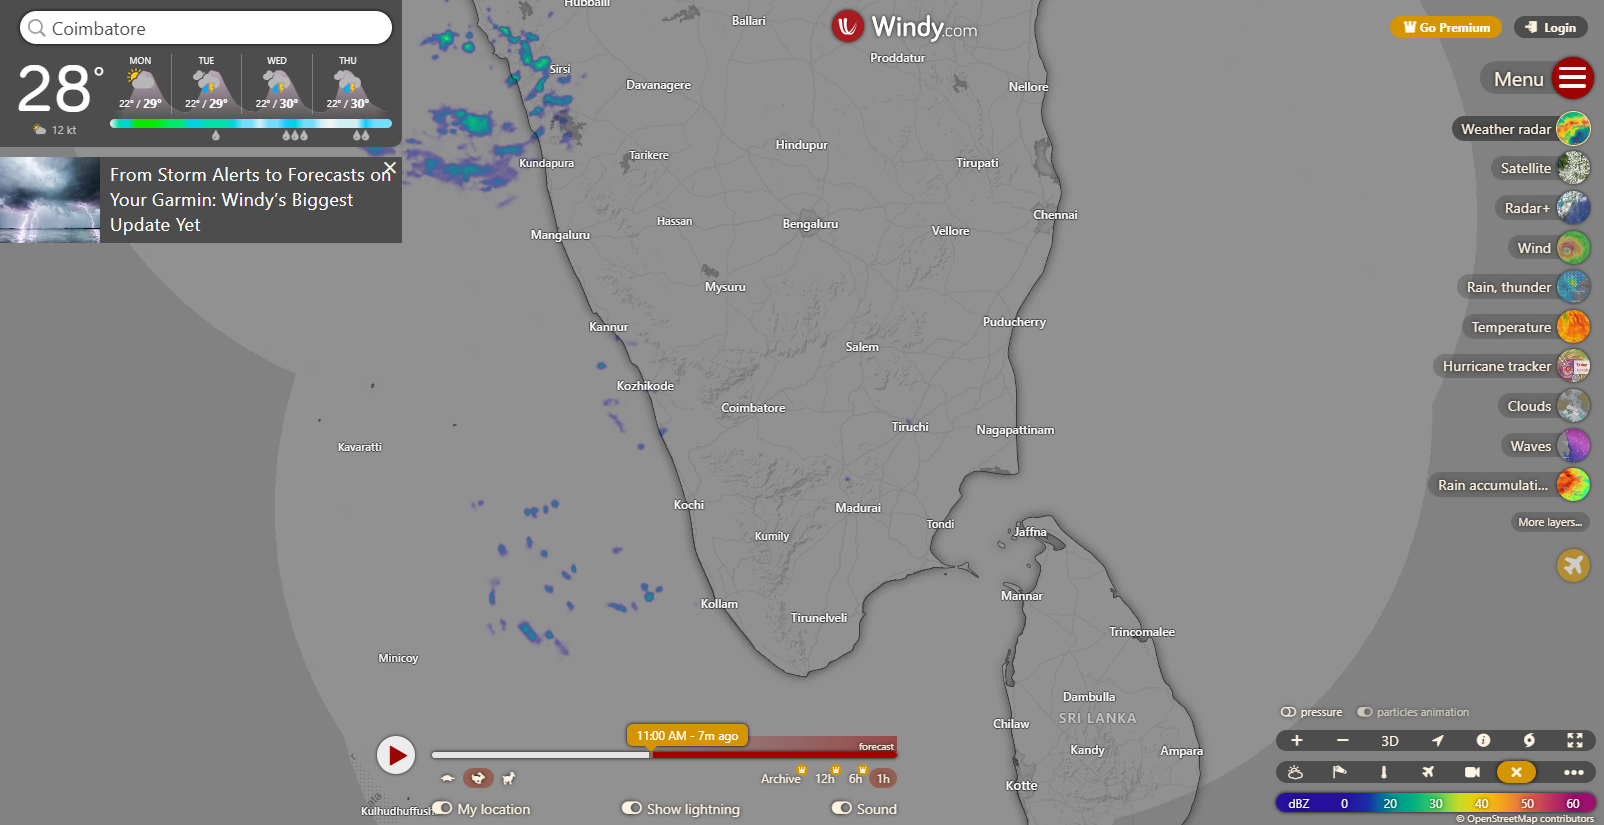 Coimbatore
28°
12 kt
MON
TUE
WED
THU
22° / 29°
22° / 29°
22° / 30°
22° / 30°
From Storm Alerts to Forecasts on
Your Garmin: Windy's Biggest
Update Yet
Windy.com
Go Premium
Login
Menu
Weather radar
Satellite
Radar+
Wind
Rain, thunder
Temperature
Hurricane tracker
Clouds
Waves
Rain accumulati...
More layers...
Hubballi
Ballari
Proddatur
Sirsi
Davanagere
Nellore
Hindupur
Kundapura
Tarikere
Tirupati
Chennai
Hassan
Bengaluru
Vellore
Mangaluru
Mysuru
Kannur
Puducherry
Salem
Kozhikode
Coimbatore
Tiruchi
Nagapattinam
Kavaratti
Kochi
Madurai
Tondi
Jaffna
Kumily
Mannar
Kollam
Tirunelveli
Trincomalee
Minicoy
Dambulla
SRI LANKA
Chilaw
Kandy
Ampara
Kotte
Kulhudhuffush
11:00 AM - 7m ago
forecast
Archive
12h
6h
1h
My location
Show lightning
Sound
pressure
particles animation
+
−
3D
dBZ 0 20 30 40 50 60
© OpenStreetMap contributors